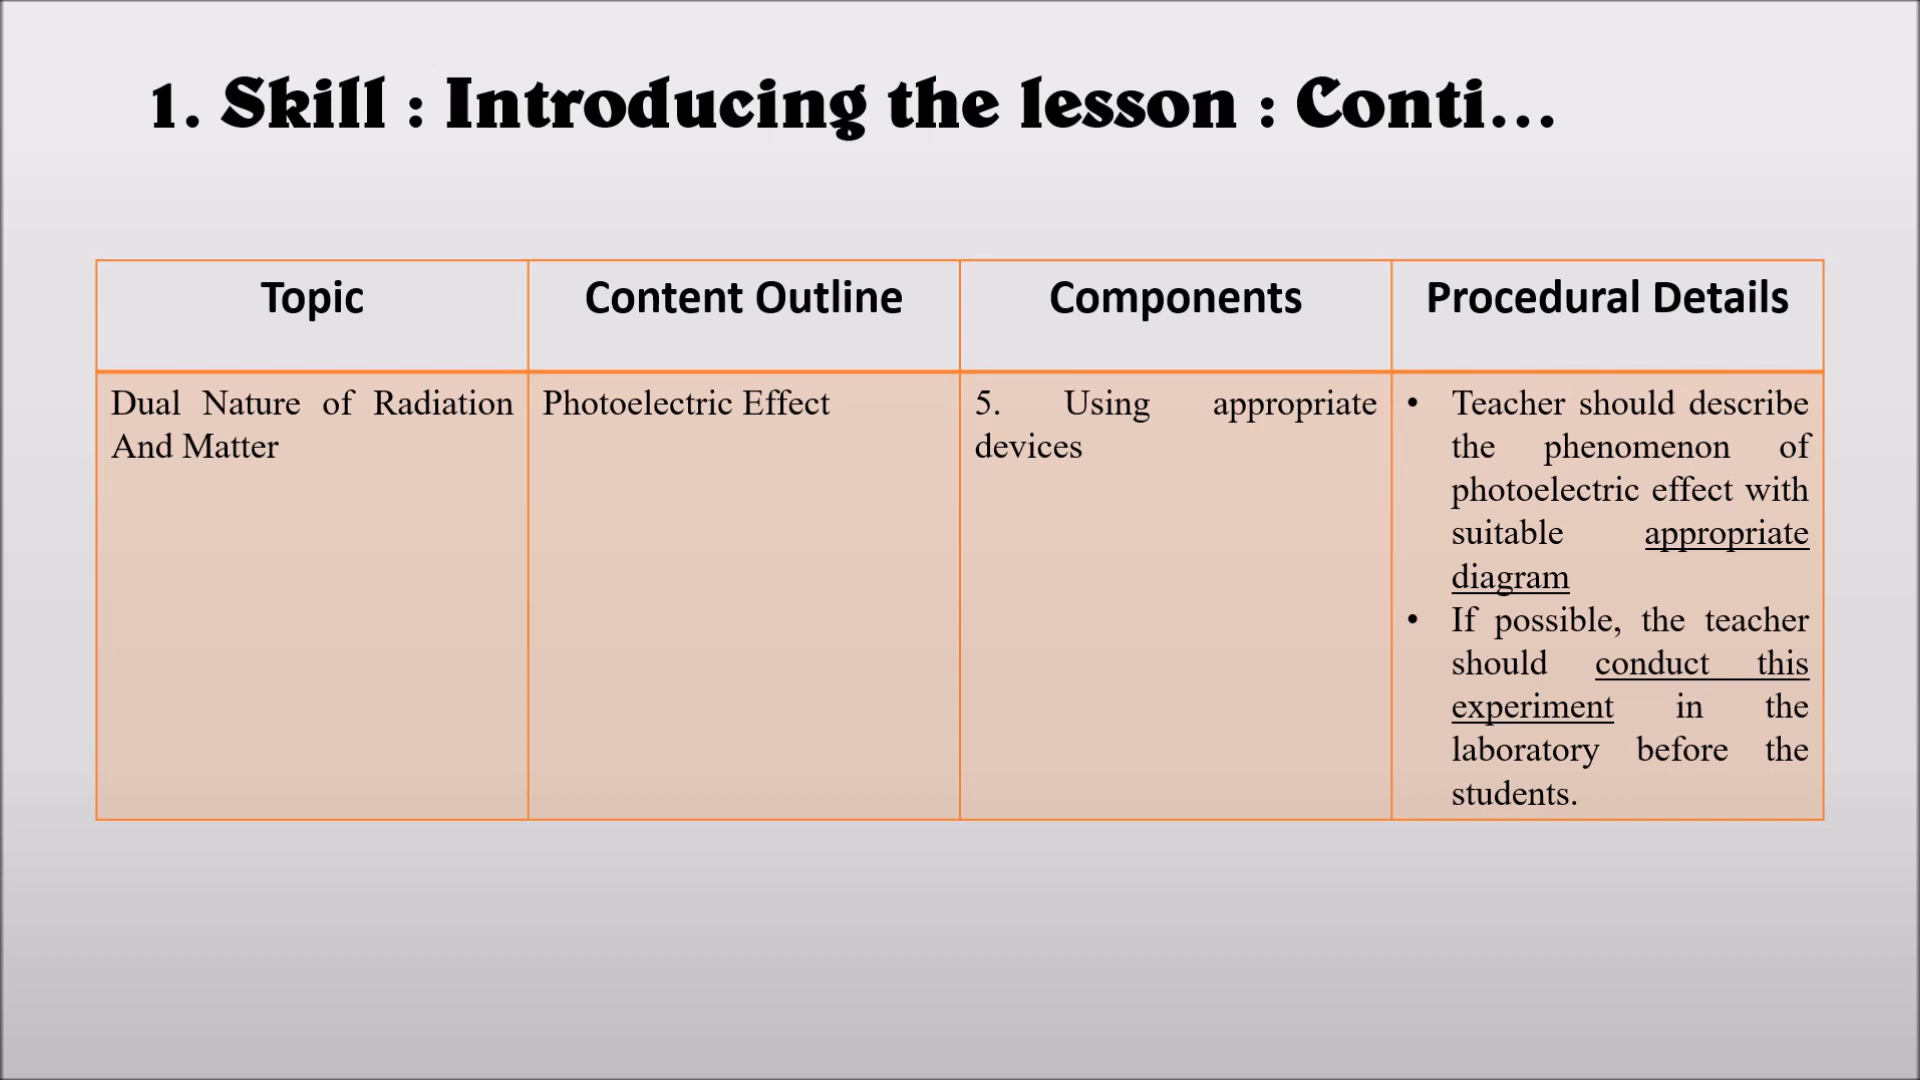 1. Skill : Introducing the lesson : Conti...
Topic
Content Outline
Components
Procedural Details
Dual Nature of Radiation
And Matter
Photoelectric Effect
5. Using appropriate
devices
• Teacher should describe
the phenomenon of
photoelectric effect with
suitable appropriate
diagram
• If possible, the teacher
should conduct this
experiment in the
laboratory before the
students.